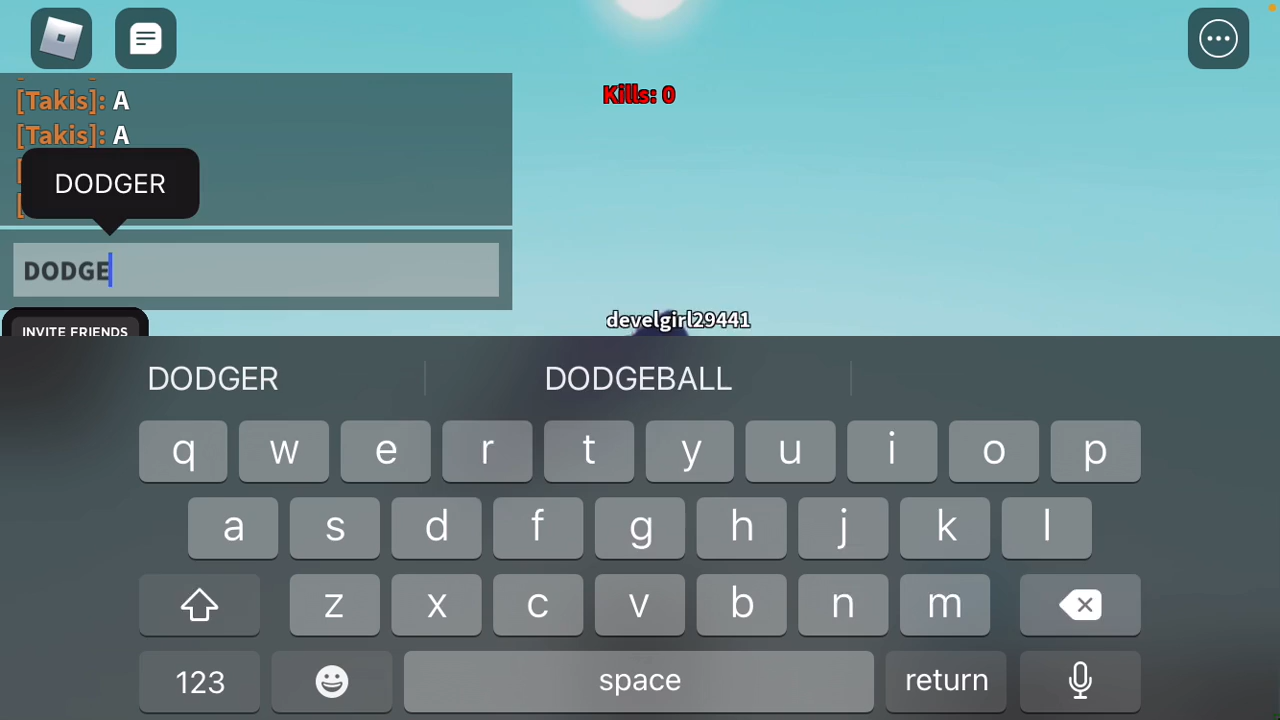 Kills: 0
[Takis]: A
[Takis]: A
[
[
DODGER
DODGE
INVITE FRIENDS
develgirl29441
DODGER DODGEBALL
q w e r t y u i o p
a s d f g h j k l
z x c v b n m
123 space return